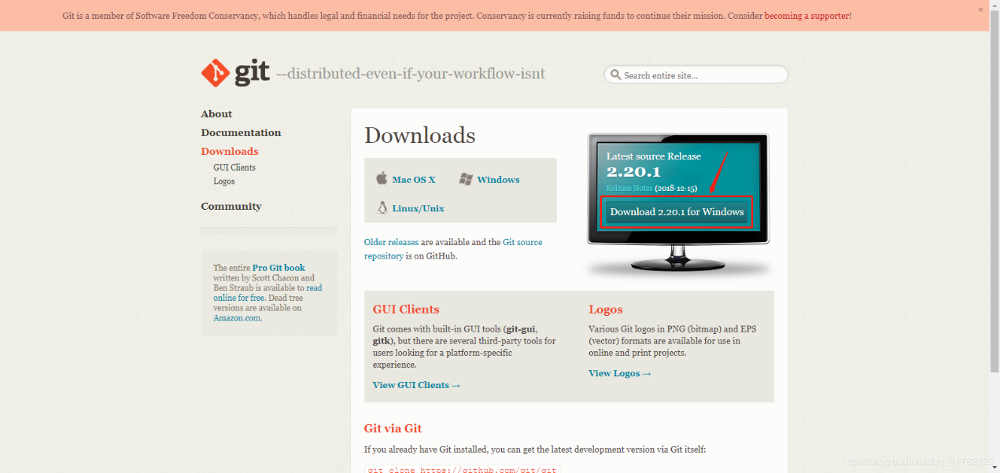 Git is a member of Software Freedom Conservancy, which handles legal and financial needs for the project. Conservancy is currently raising funds to continue their mission. Consider becoming a supporter!
×
git --distributed-even-if-your-workflow-isnt
Search entire site...
About
Documentation
Downloads
GUI Clients
Logos
Community
The entire Pro Git book
written by Scott Chacon and
Ben Straub is available to read
online for free. Dead tree
versions are available on
Amazon.com.
Downloads
Mac OS X
Windows
Linux/Unix
Older releases are available and the Git source
repository is on GitHub.
Latest source Release
2.20.1
Release Notes (2018-12-15)
Download 2.20.1 for Windows
GUI Clients
Git comes with built-in GUI tools (git-gui,
gitk), but there are several third-party tools for
users looking for a platform-specific
experience.
View GUI Clients →
Logos
Various Git logos in PNG (bitmap) and EPS
(vector) formats are available for use in
online and print projects.
View Logos →
Git via Git
If you already have Git installed, you can get the latest development version via Git itself:
git clone https://github.com/git/git
https://blog.csdn.net/qq_41782425